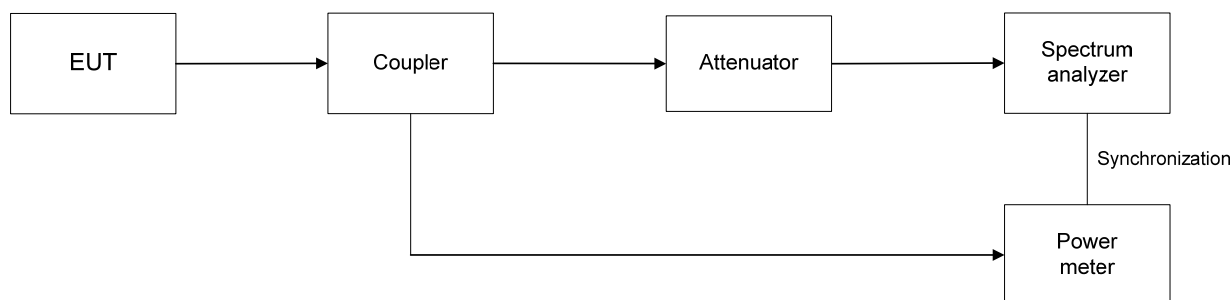 EUT
Coupler
Attenuator
Spectrum
analyzer
Synchronization
Power
meter